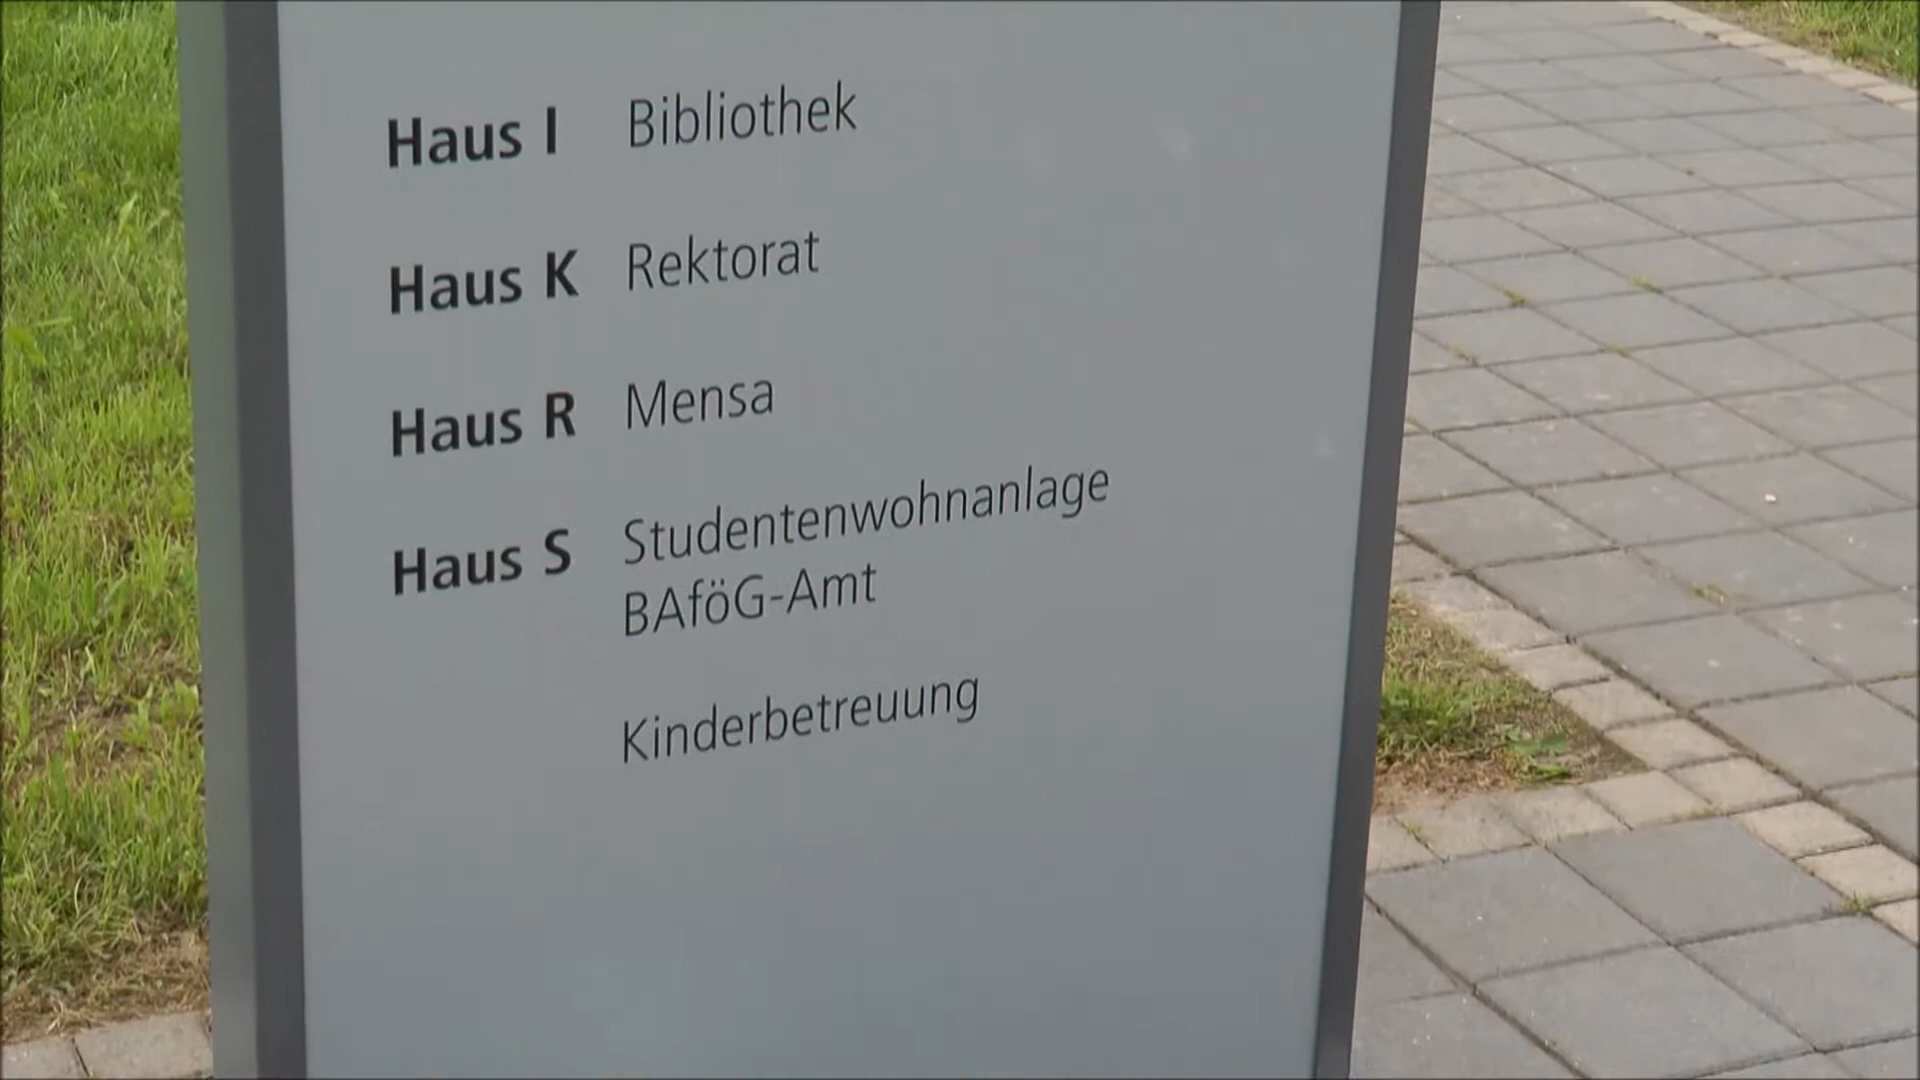 Haus I Bibliothek
Haus K Rektorat
Haus R Mensa
Haus S Studentenwohnanlage
BAföG-Amt
Kinderbetreuung